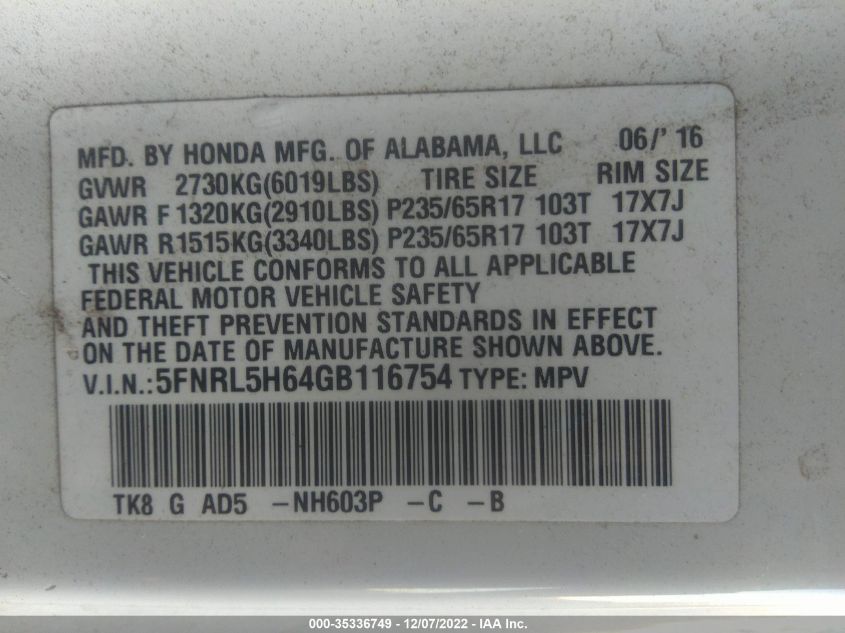 MFD. BY HONDA MFG. OF ALABAMA, LLC 06/' 16
GVWR 2730KG(6019LBS) TIRE SIZE RIM SIZE
GAWR F 1320KG(2910LBS) P235/65R17 103T 17X7J
GAWR R1515KG(3340LBS) P235/65R17 103T 17X7J
THIS VEHICLE CONFORMS TO ALL APPLICABLE
FEDERAL MOTOR VEHICLE SAFETY
AND THEFT PREVENTION STANDARDS IN EFFECT
ON THE DATE OF MANUFACTURE SHOWN ABOVE.
V.I.N.:5FNRL5H64GB116754 TYPE: MPV
TK8 G AD5 -NH603P -C -B
000-35336749 - 12/07/2022 - IAAI Inc.